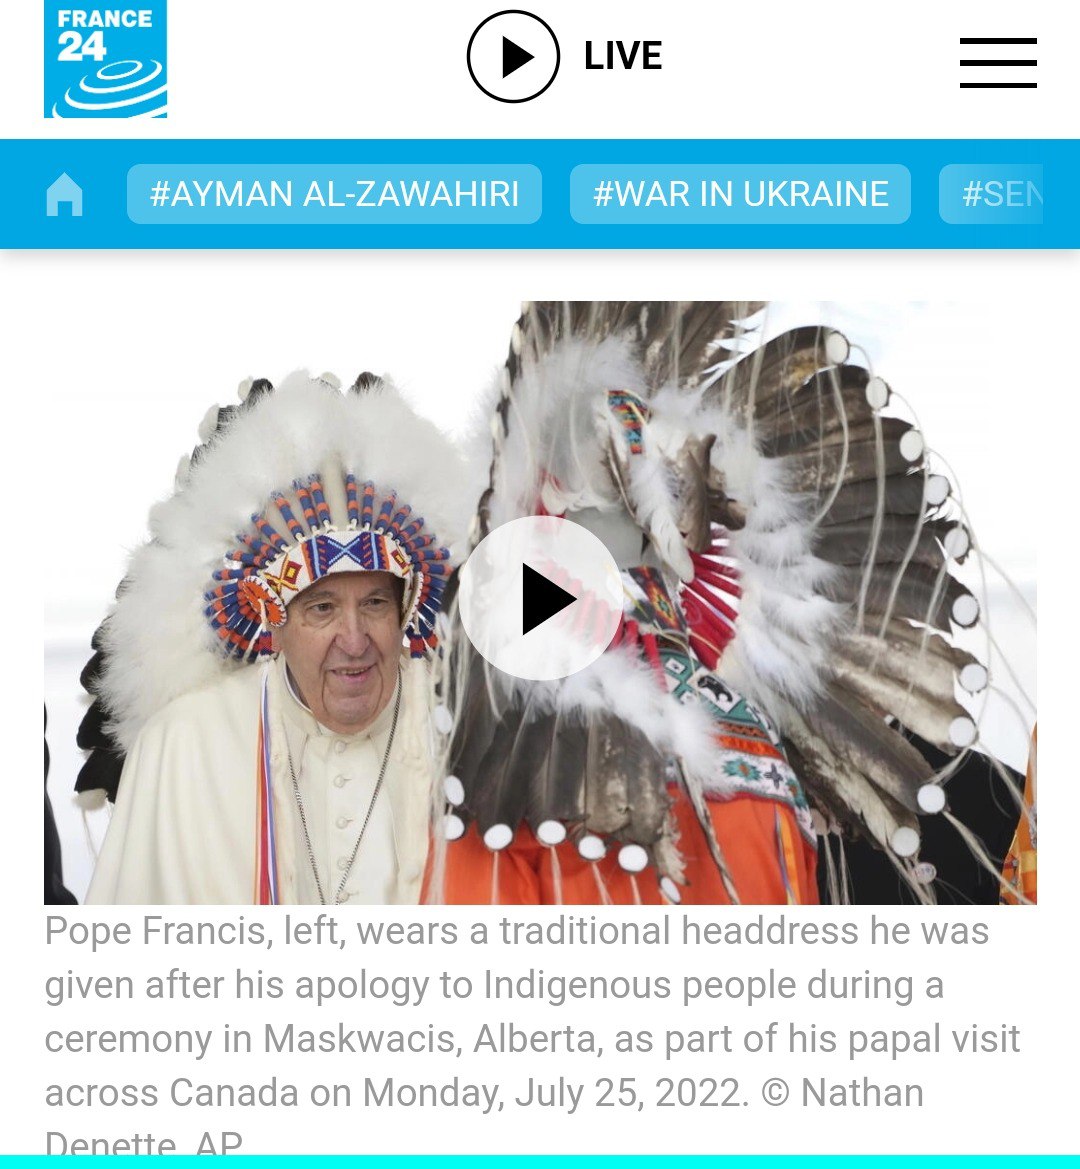 FRANCE
24
LIVE
#AYMAN AL-ZAWAHIRI
#WAR IN UKRAINE
#SEN
Pope Francis, left, wears a traditional headdress he was
given after his apology to Indigenous people during a
ceremony in Maskwacis, Alberta, as part of his papal visit
across Canada on Monday, July 25, 2022. © Nathan
Denette, AP